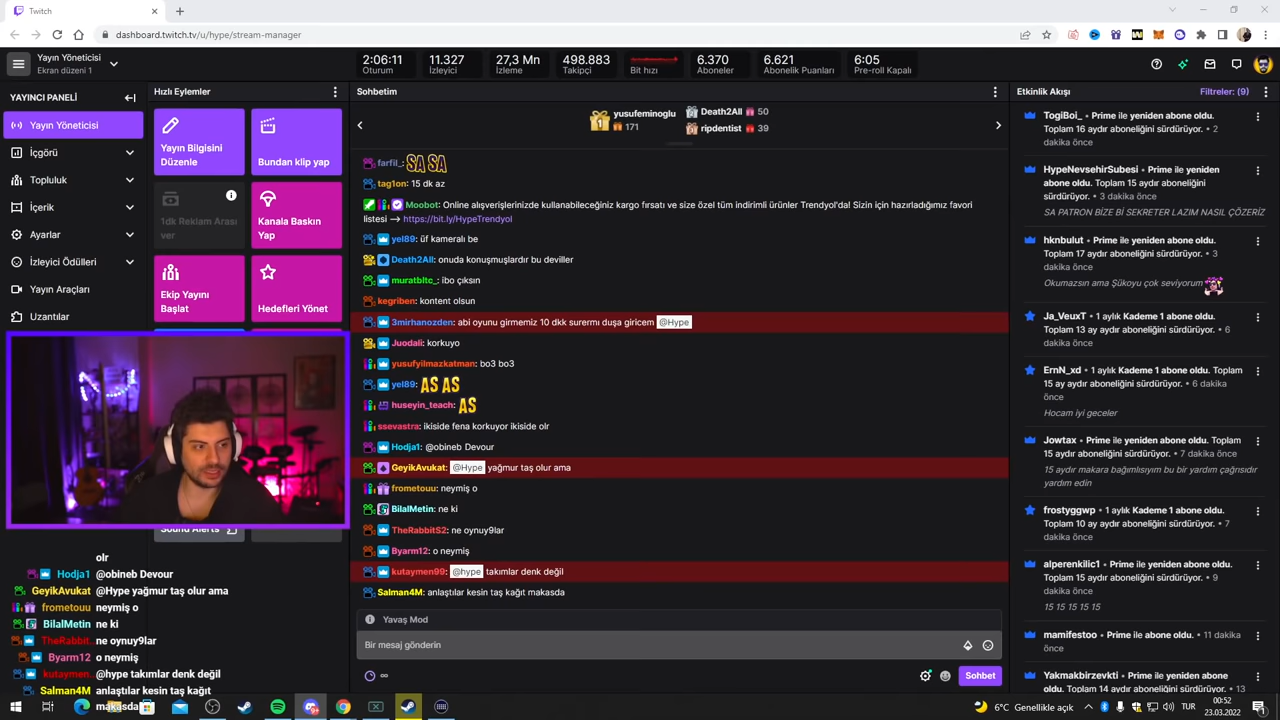 Twitch
dashboard.twitch.tv/u/hype/stream-manager
Yayın Yöneticisi
Ekran düzeni 1
2:06:11
Oturum
11.327
İzleyici
27,3 Mn
İzleme
498.883
Takipçi
Bit hızı
6.370
Aboneler
6.621
Abonelik Puanları
6:05
Pre-roll Kapalı
YAYINCI PANELİ
Yayın Yöneticisi
İçgörü
Topluluk
İçerik
Ayarlar
İzleyici Ödülleri
Yayın Araçları
Uzantılar
Hızlı Eylemler
Yayın Bilgisini
Düzenle
Bundan klip yap
1dk Reklam Arası
ver
Kanala Baskın
Yap
Ekip Yayını
Başlat
Hedefleri Yönet
Sound Alerts
olr
Hodja1 @obineb Devour
GeyikAvukat @Hype yağmur taş olur ama
frometouu neymiş o
BilalMetin ne ki
TheRabbit... ne oynuy9lar
Byarm12 o neymiş
kutaymen... @hype takımlar denk değil
Salman4M anlaştılar kesin taş kağıt
makasda
Sohbetim
1 yusufeminoglu
171
Death2All 50
ripdentist 39
farfil_: SA SA
tag1on: 15 dk az
Moobot: Online alışverişlerinizde kullanabileceğiniz kargo fırsatı ve size özel tüm indirimli ürünler Trendyol'da! Sizin için hazırladığımız favori
listesi –> https://bit.ly/HypeTrendyol
yel89: üf kameralı be
Death2All: onuda konuşmuşlardır bu deviller
muratbltc_: ibo çıksın
kegriben: kontent olsun
3mirhanozden: abi oyunu girmemiz 10 dkk surermı duşa giricem @Hype
Juodali: korkuyo
yusufyilmazkatman: bo3 bo3
yel89: AS AS
huseyin_teach: AS
ssevastra: ikiside fena korkuyor ikiside olr
Hodja1: @obineb Devour
GeyikAvukat: @Hype yağmur taş olur ama
frometouu: neymiş o
BilalMetin: ne ki
TheRabbitS2: ne oynuy9lar
Byarm12: o neymiş
kutaymen99: @hype takımlar denk değil
Salman4M: anlaştılar kesin taş kağıt makasda
Yavaş Mod
Bir mesaj gönderin
Sohbet
Etkinlik Akışı
Filtreler: (9)
TogiBoi_ • Prime ile yeniden abone oldu.
Toplam 16 aydır aboneliğini sürdürüyor. • 2
dakika önce
HypeNevsehirSubesi • Prime ile yeniden
abone oldu. Toplam 15 aydır aboneliğini
sürdürüyor. • 3 dakika önce
SA PATRON BİZE Bİ SEKRETER LAZIM NASIL ÇÖZERİZ
hknbulut • Prime ile yeniden abone oldu.
Toplam 17 aydır aboneliğini sürdürüyor. • 3
dakika önce
Okumazsın ama Şükoyu çok seviyorum
Ja_VeuxT • 1 aylık Kademe 1 abone oldu.
Toplam 13 ay aydır aboneliğini sürdürüyor. • 6
dakika önce
ErnN_xd • 1 aylık Kademe 1 abone oldu. Toplam
15 ay aydır aboneliğini sürdürüyor. • 6 dakika
önce
Hocam iyi geceler
Jowtax • Prime ile yeniden abone oldu. Toplam
15 aydır aboneliğini sürdürüyor. • 7 dakika önce
15 aydır makara bağımlısıyım bu bir yardım çağrısıdır
yardım edin
frostyggwp • 1 aylık Kademe 1 abone oldu.
Toplam 10 ay aydır aboneliğini sürdürüyor. • 7
dakika önce
alperenkilic1 • Prime ile yeniden abone oldu.
Toplam 15 aydır aboneliğini sürdürüyor. • 9
dakika önce
15 15 15 15 15
mamifestoo • Prime ile abone oldu. • 11 dakika
önce
Yakmakbirzevkti • Prime ile yeniden abone
oldu. Toplam 14 aydır aboneliğini sürdürüyor. • 13
6°C Genellikle açık
TUR
00:52
23.03.2022